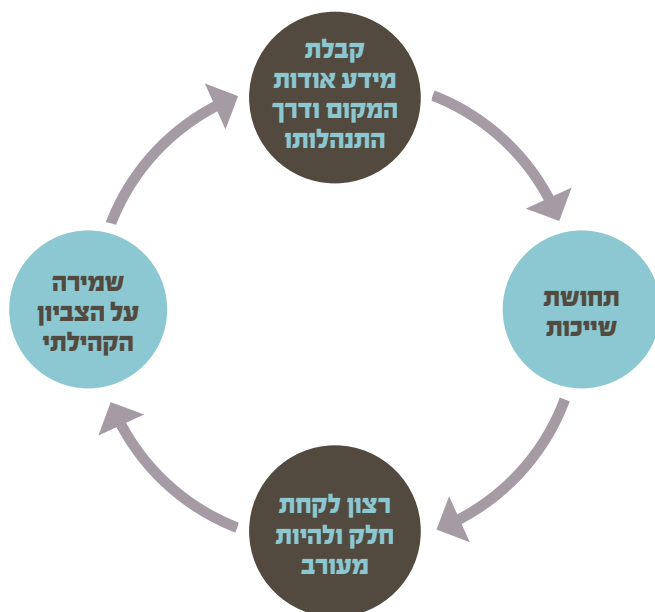 קבלת
מידע אודות
המקום ודרך
התנהלותו
תחושת
שייכות
רצון לקחת
חלק ולהיות
מעורב
שמירה
על הצביון
הקהילתי